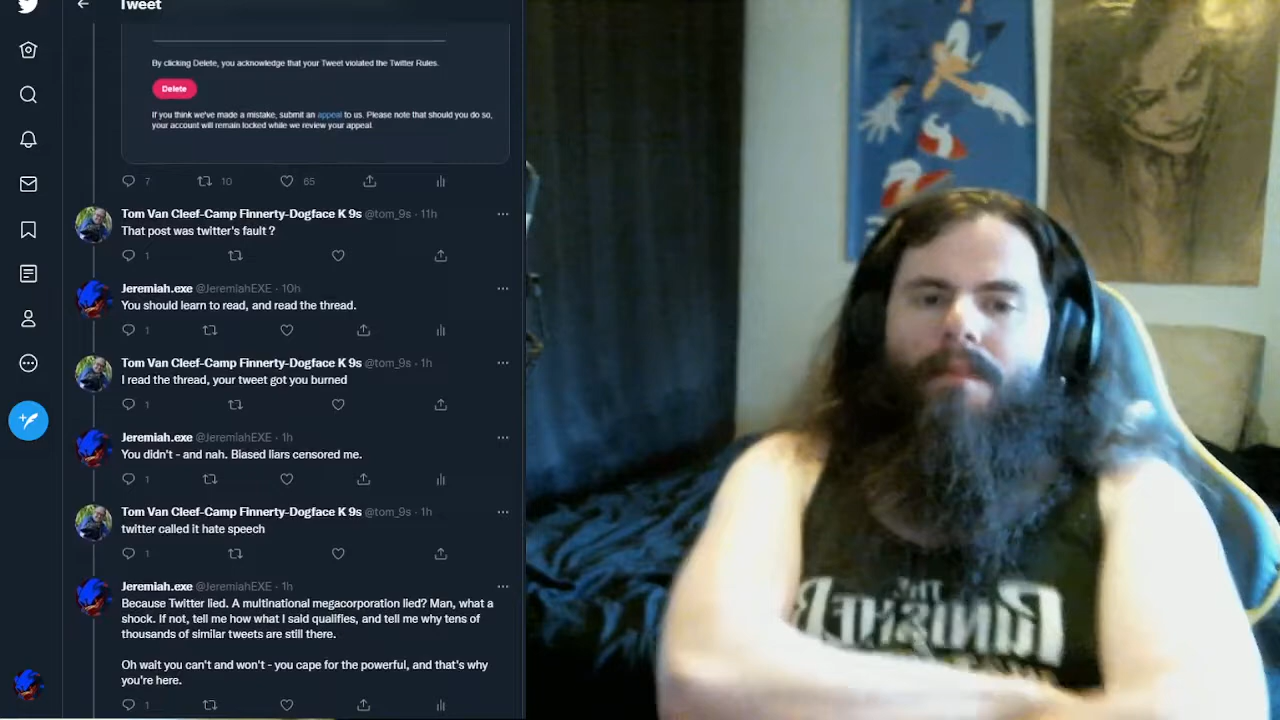 Tweet
By clicking Delete, you acknowledge that your Tweet violated the Twitter Rules.
Delete
If you think we've made a mistake, submit an appeal to us. Please note that should you do so,
your account will remain locked while we review your appeal.
7 10 65
Tom Van Cleef-Camp Finnerty-Dogface K 9s @tom_9s · 11h
That post was twitter's fault ?
1
Jeremiah.exe @JeremiahEXE · 10h
You should learn to read, and read the thread.
1
Tom Van Cleef-Camp Finnerty-Dogface K 9s @tom_9s · 1h
I read the thread, your tweet got you burned
1
Jeremiah.exe @JeremiahEXE · 1h
You didn't - and nah. Biased liars censored me.
1
Tom Van Cleef-Camp Finnerty-Dogface K 9s @tom_9s · 1h
twitter called it hate speech
1
Jeremiah.exe @JeremiahEXE · 1h
Because Twitter lied. A multinational megacorporation lied? Man, what a
shock. If not, tell me how what I said qualifies, and tell me why tens of
thousands of similar tweets are still there.
Oh wait you can't and won't - you cape for the powerful, and that's why
you're here.
1
THE
PUNISHER